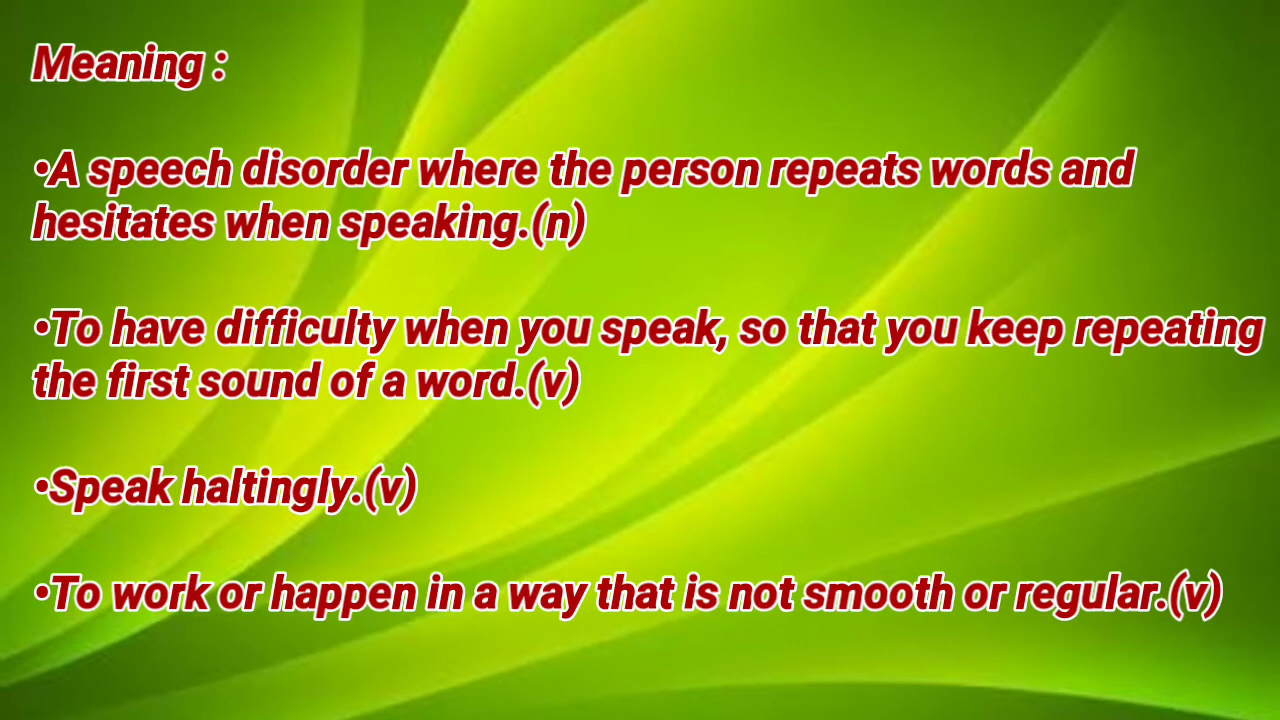 Meaning :
•A speech disorder where the person repeats words and
hesitates when speaking.(n)
•To have difficulty when you speak, so that you keep repeating
the first sound of a word.(v)
•Speak haltingly.(v)
•To work or happen in a way that is not smooth or regular.(v)